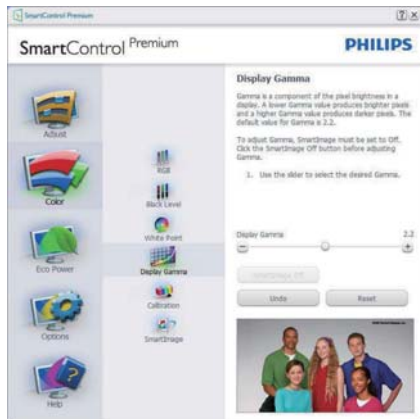 SmartControl Premium
SmartControl Premium
PHILIPS
Adjust
Color
Eco Power
Options
Help
RGB
Black Level
White Point
Display Gamma
Calibration
SmartImage
Display Gamma
Gamma is a component of the pixel brightness in a
display. A lower Gamma value produces brighter pixels
and a higher Gamma value produces darker pixels. The
default value for Gamma is 2.2.
To adjust Gamma, SmartImage must be set to Off.
Click the SmartImage Off button before adjusting
Gamma.
1. Use the slider to select the desired Gamma.
Display Gamma 2.2
SmartImage Off
Undo Reset